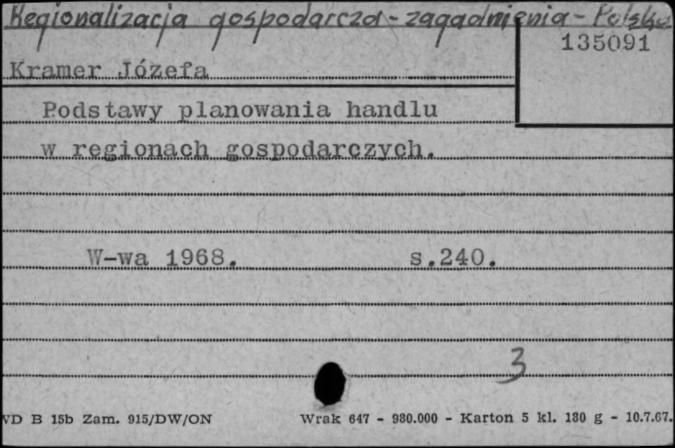 Regionalizacja gospodarcza - zagadnienia - Polska
135091
Kramer Józefa
Podstawy planowania handlu
w regionach gospodarczych.
W-wa 1968. s.240.
3
WD B 15b Zam. 915/DW/ON Wrak 647 - 980.000 - Karton 5 kl. 180 g - 10.7.67.